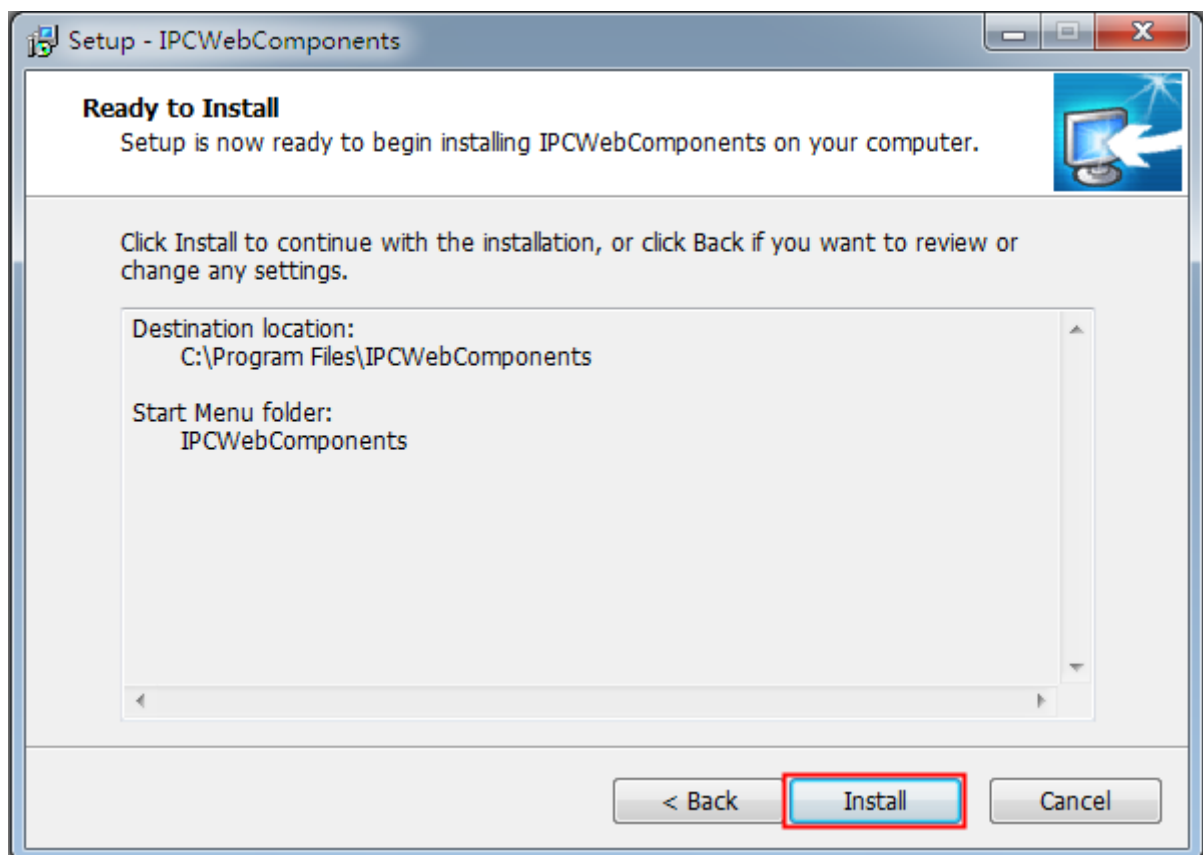 Setup - IPCWebComponents
Ready to Install
Setup is now ready to begin installing IPCWebComponents on your computer.
Click Install to continue with the installation, or click Back if you want to review or
change any settings.
Destination location:
C:\Program Files\IPCWebComponents
Start Menu folder:
IPCWebComponents
< Back
Install
Cancel